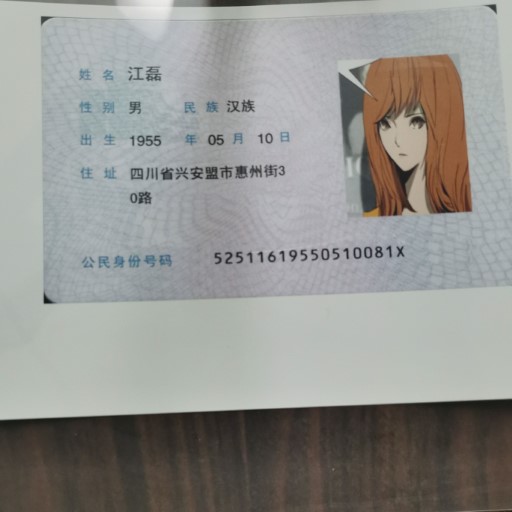 姓名 江磊
性别 男 民族 汉族
出生 1955 年 05 月 10 日
住址 四川省兴安盟市惠州街3
0路
公民身份号码 52511619550510081X